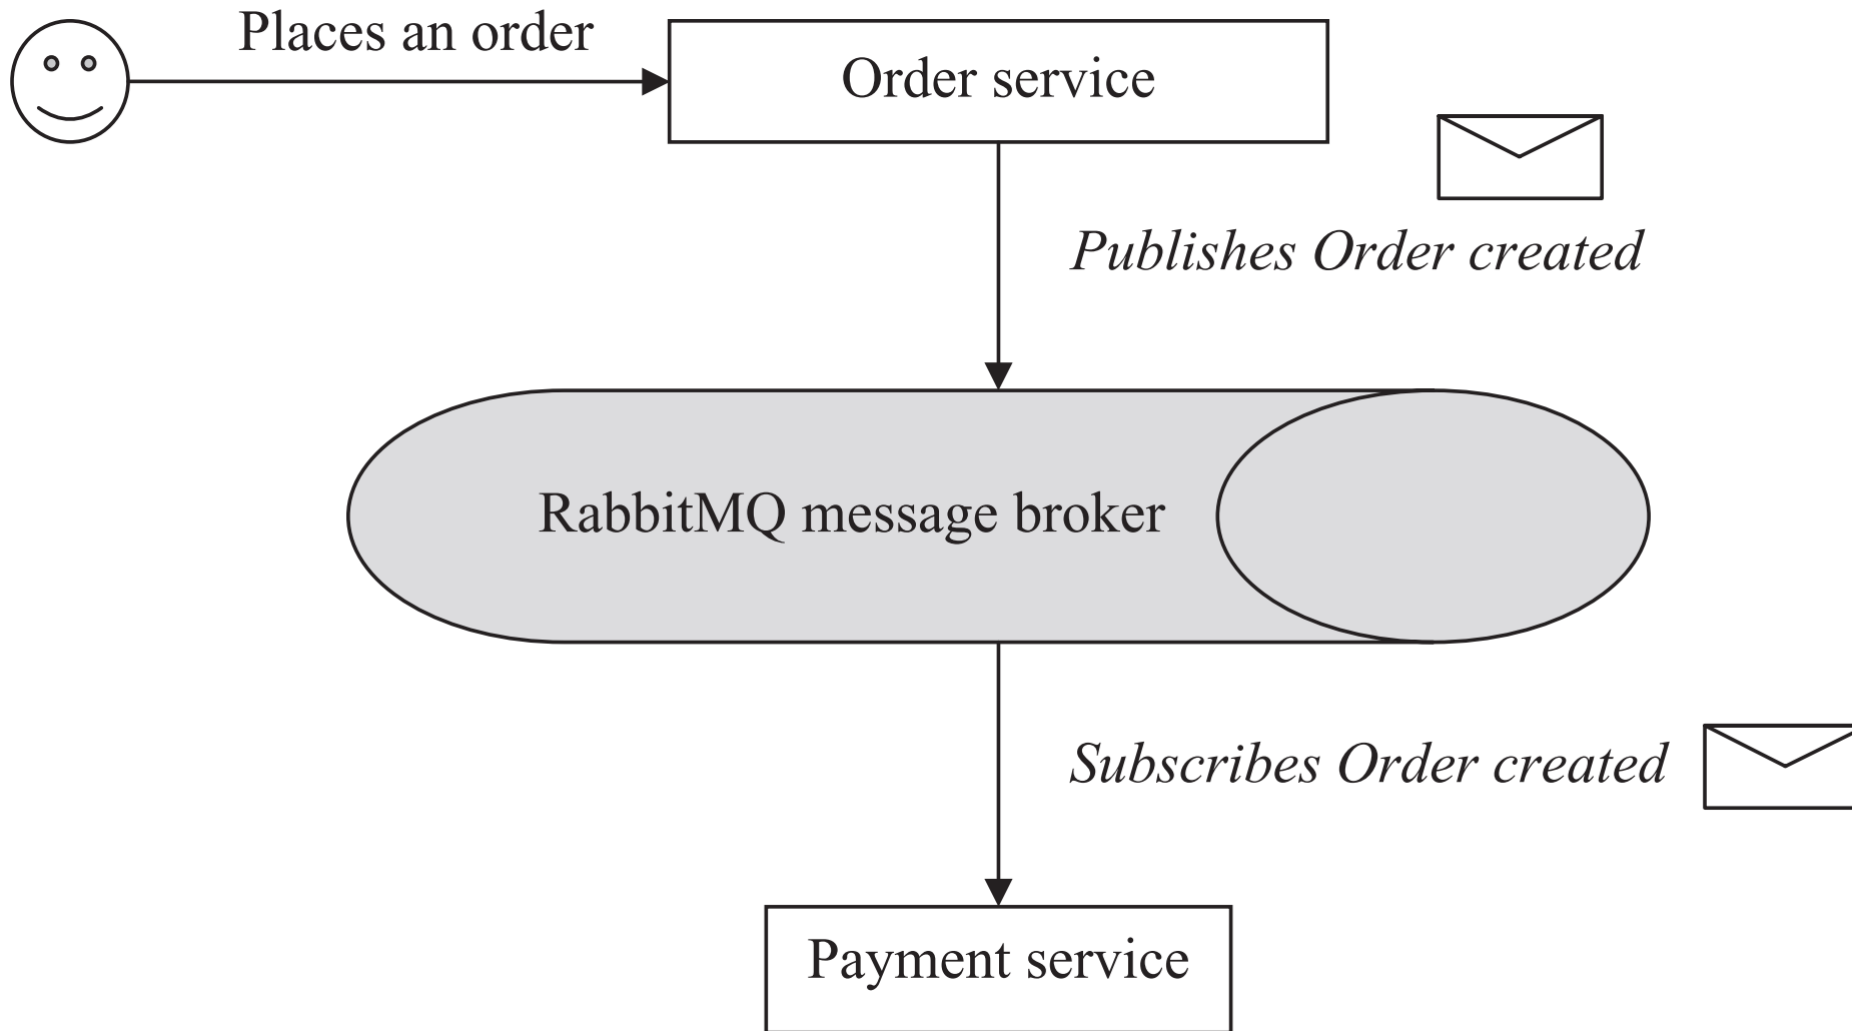 Places an order
Order service
Publishes Order created
RabbitMQ message broker
Subscribes Order created
Payment service